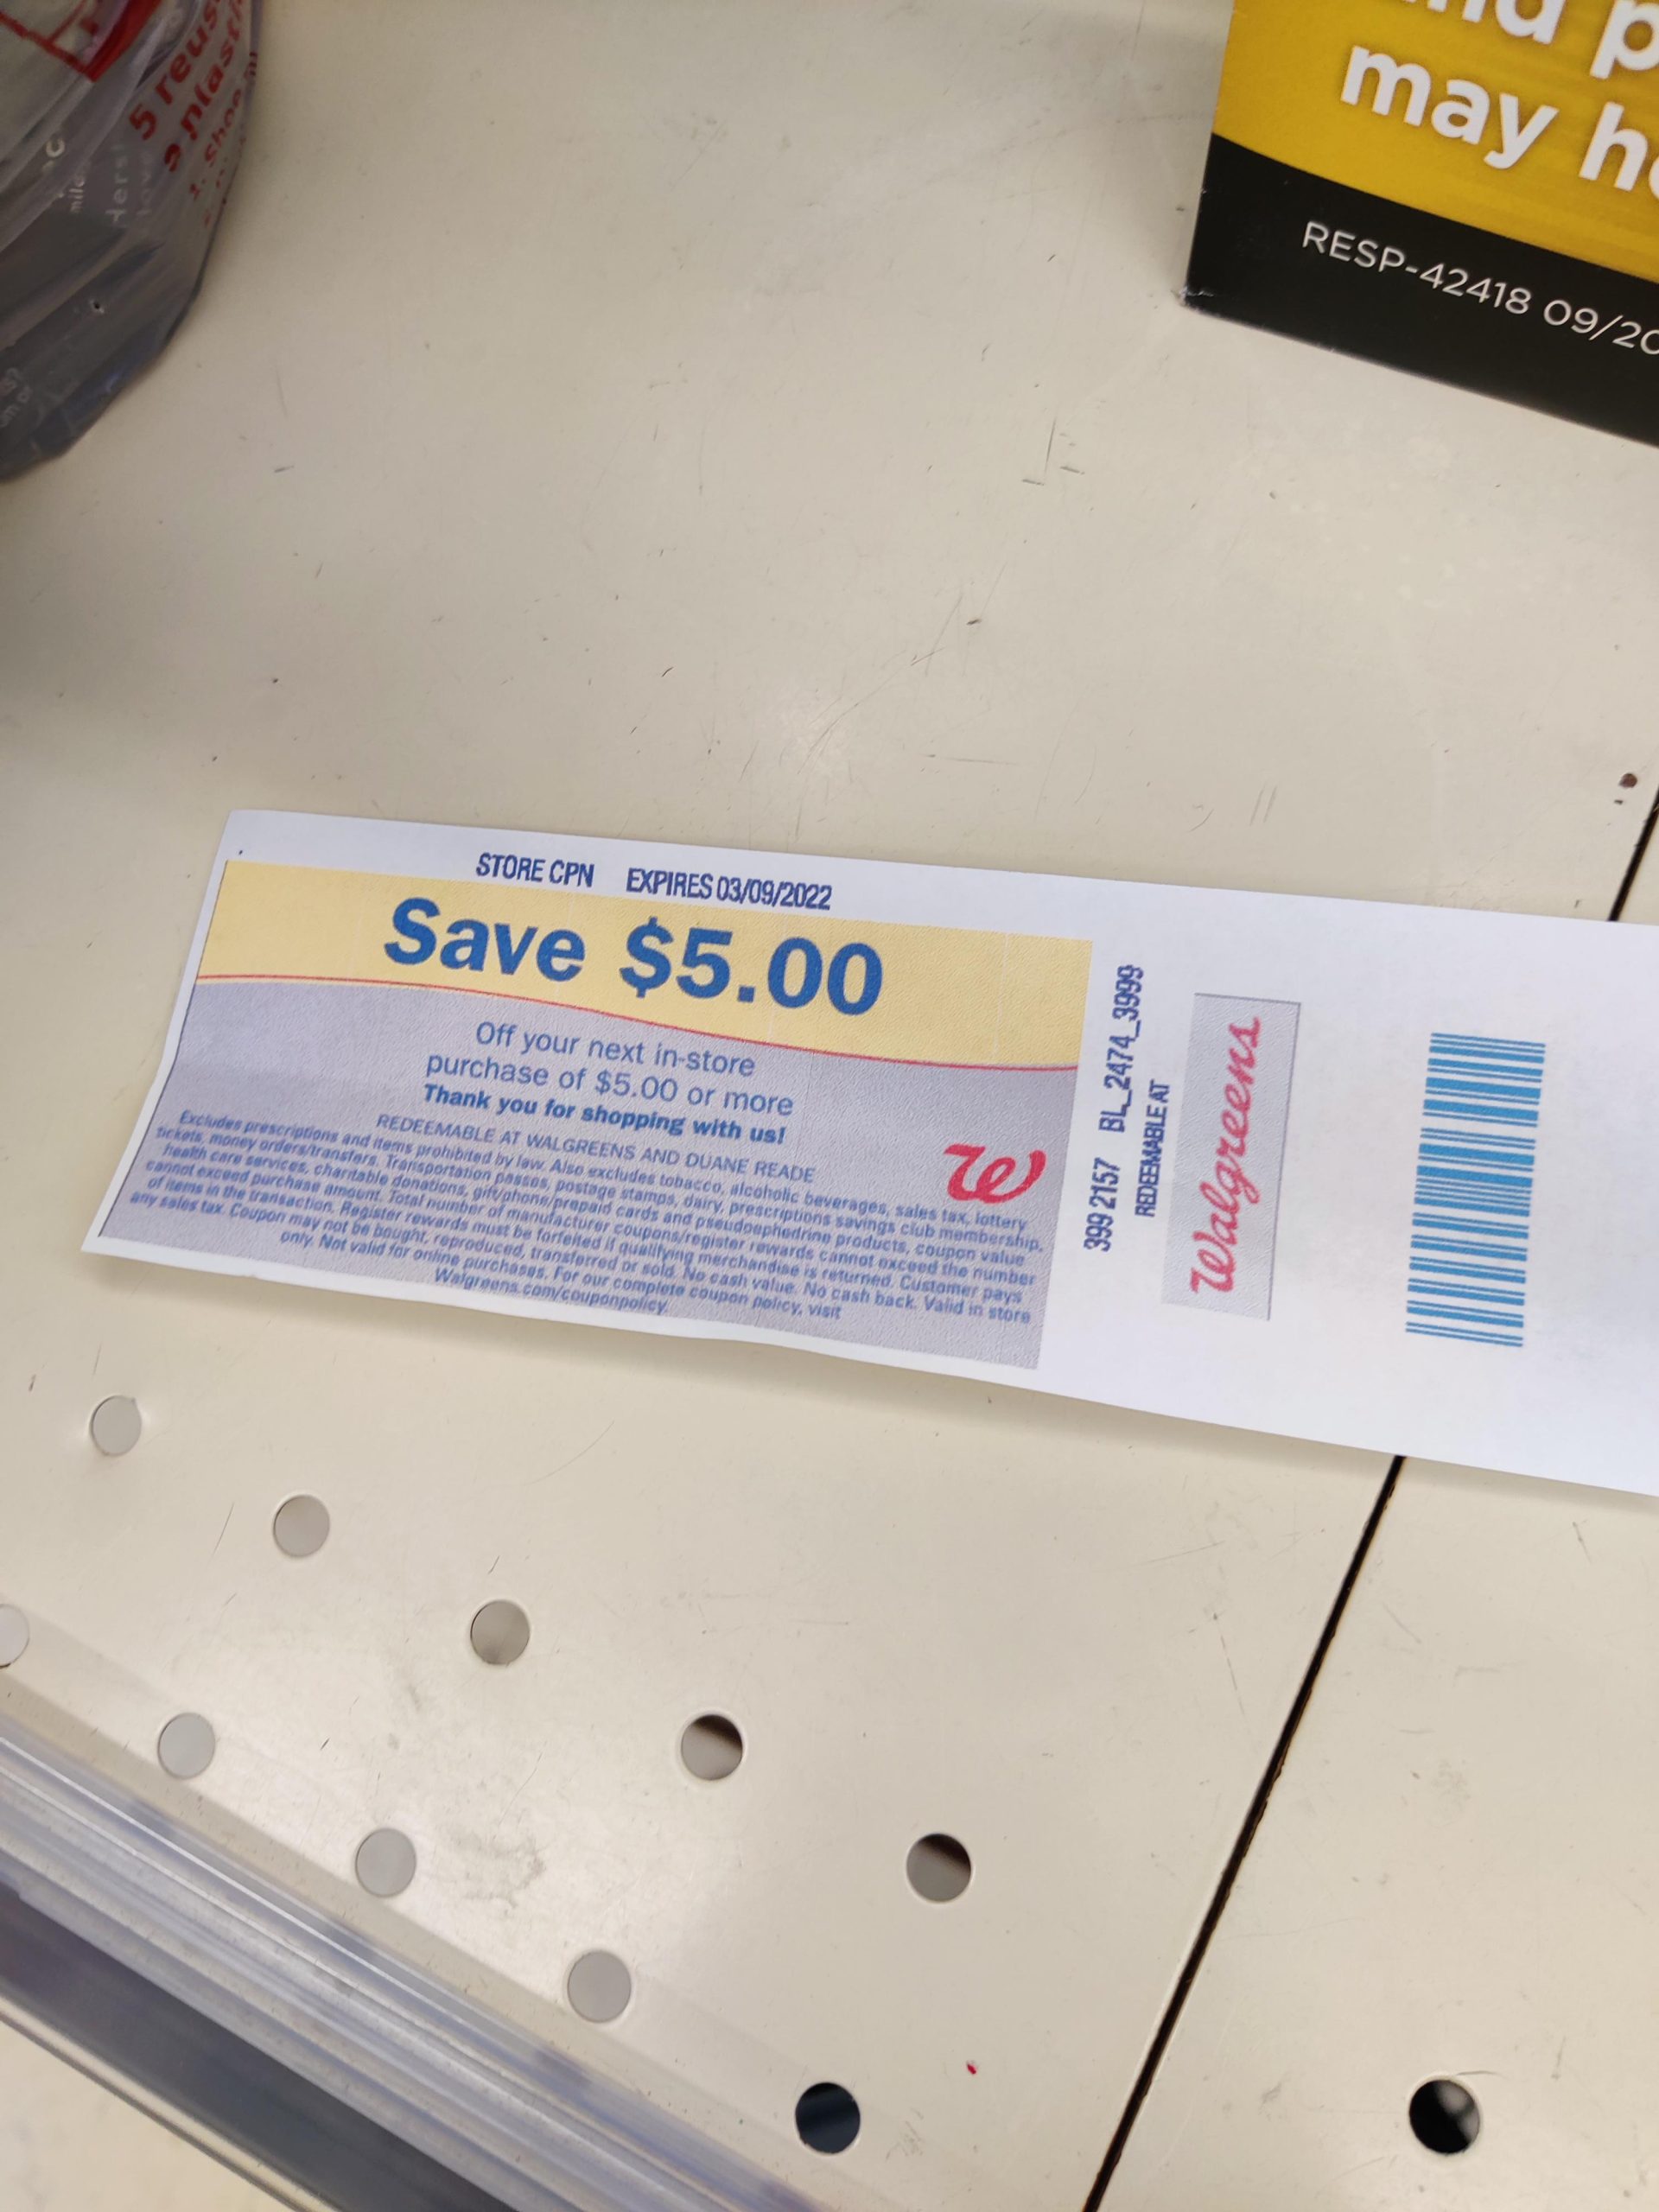 5 reus
1. Shop
nd p
may h
RESP-42418 09/20
STORE CPN EXPIRES 03/09/2022
Save $5.00
Off your next in-store
purchase of $5.00 or more
Thank you for shopping with us!
REDEEMABLE AT WALGREENS AND DUANE READE
Excludes prescriptions and items prohibited by law. Also excludes tobacco, alcoholic beverages, sales tax, lottery
tickets, money orders/transfers. Transportation passes, postage stamps, dairy, prescriptions savings club membership,
health care services, charitable donations, gift/phone/prepaid cards and pseudoephedrine products, coupon value
cannot exceed purchase amount. Total number of manufacturer coupons/register rewards cannot exceed the number
of items in the transaction. Register rewards must be forfeited if qualifying merchandise is returned. Customer pays
any sales tax. Coupon may not be bought, reproduced, transferred or sold. No cash value. No cash back. Valid in store
only. Not valid for online purchases. For our complete coupon policy, visit
Walgreens.com/couponpolicy.
W
399 2157 BL_2474_3999
REDEEMABLE AT
Walgreens